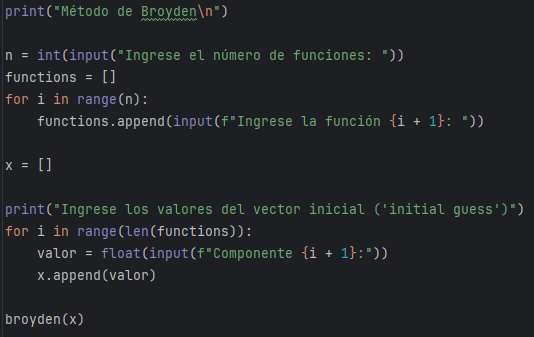 print("Método de Broyden\n")
n = int(input("Ingrese el número de funciones: "))
functions = []
for i in range(n):
    functions.append(input(f"Ingrese la función {i + 1}: "))
x = []
print("Ingrese los valores del vector inicial ('initial guess')")
for i in range(len(functions)):
    valor = float(input(f"Componente {i + 1}:"))
    x.append(valor)
broyden(x)